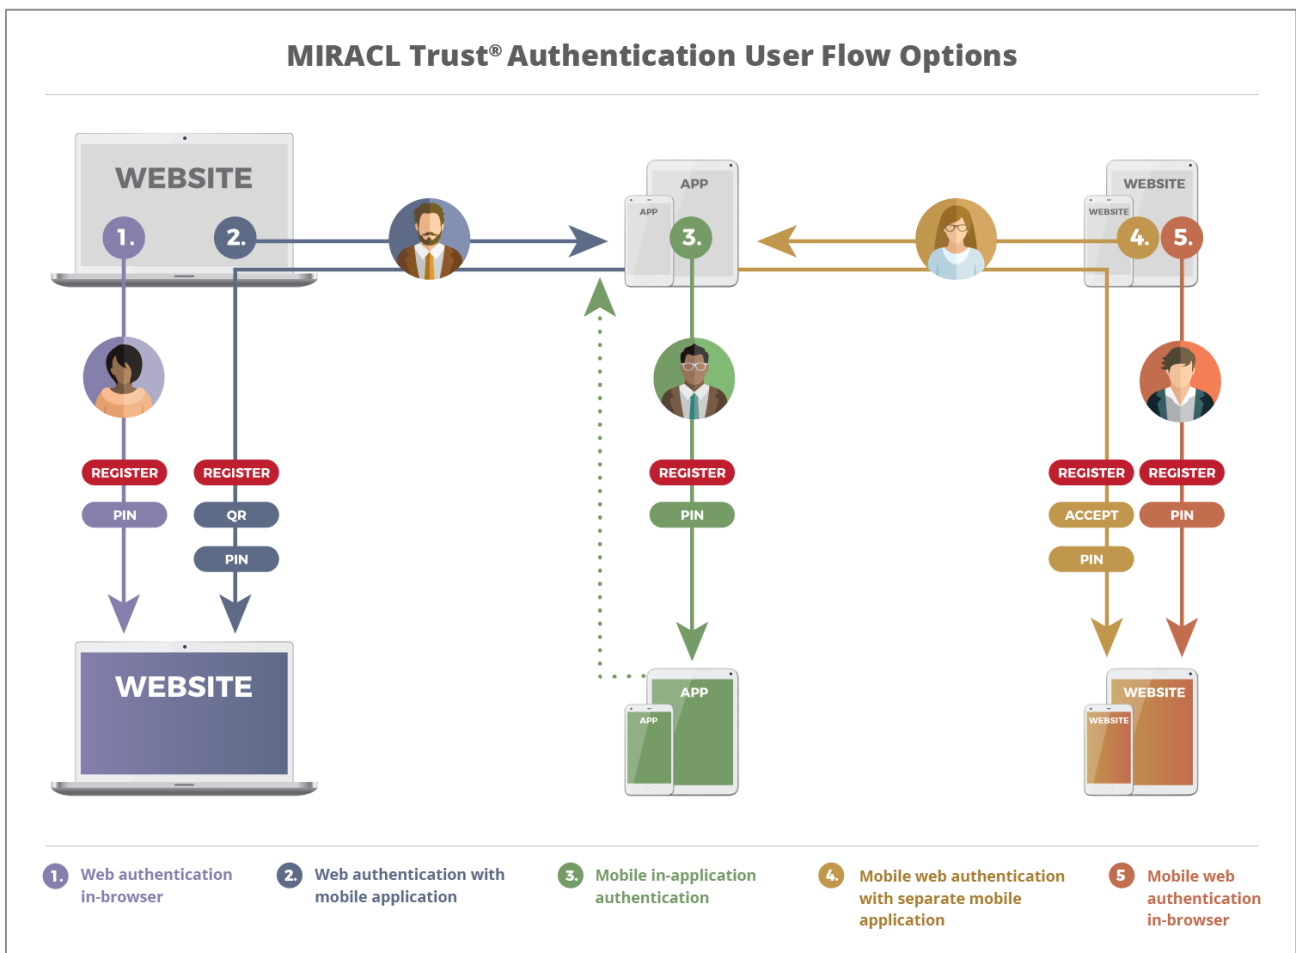 MIRACL Trust® Authentication User Flow Options
WEBSITE
APP
WEBSITE
APP
WEBSITE
1.
2.
3.
4.
5.
REGISTER
REGISTER
REGISTER
REGISTER
REGISTER
PIN
QR
PIN
ACCEPT
PIN
PIN
PIN
WEBSITE
APP
WEBSITE
APP
WEBSITE
1.
Web authentication
in-browser
2.
Web authentication with
mobile application
3.
Mobile in-application
authentication
4.
Mobile web authentication
with separate mobile
application
5
Mobile web
authentication
in-browser